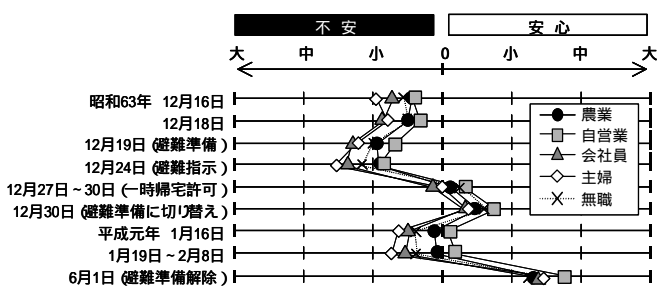 不 安 安 心
大 中 小 0 小 中 大
昭和63年 12月16日
12月18日
12月19日(避難準備)
12月24日(避難指示)
12月27日~30日(一時帰宅許可)
12月30日(避難準備に切り替え)
平成元年 1月16日
1月19日~2月8日
6月1日(避難準備解除)
農業
自営業
会社員
主婦
無職